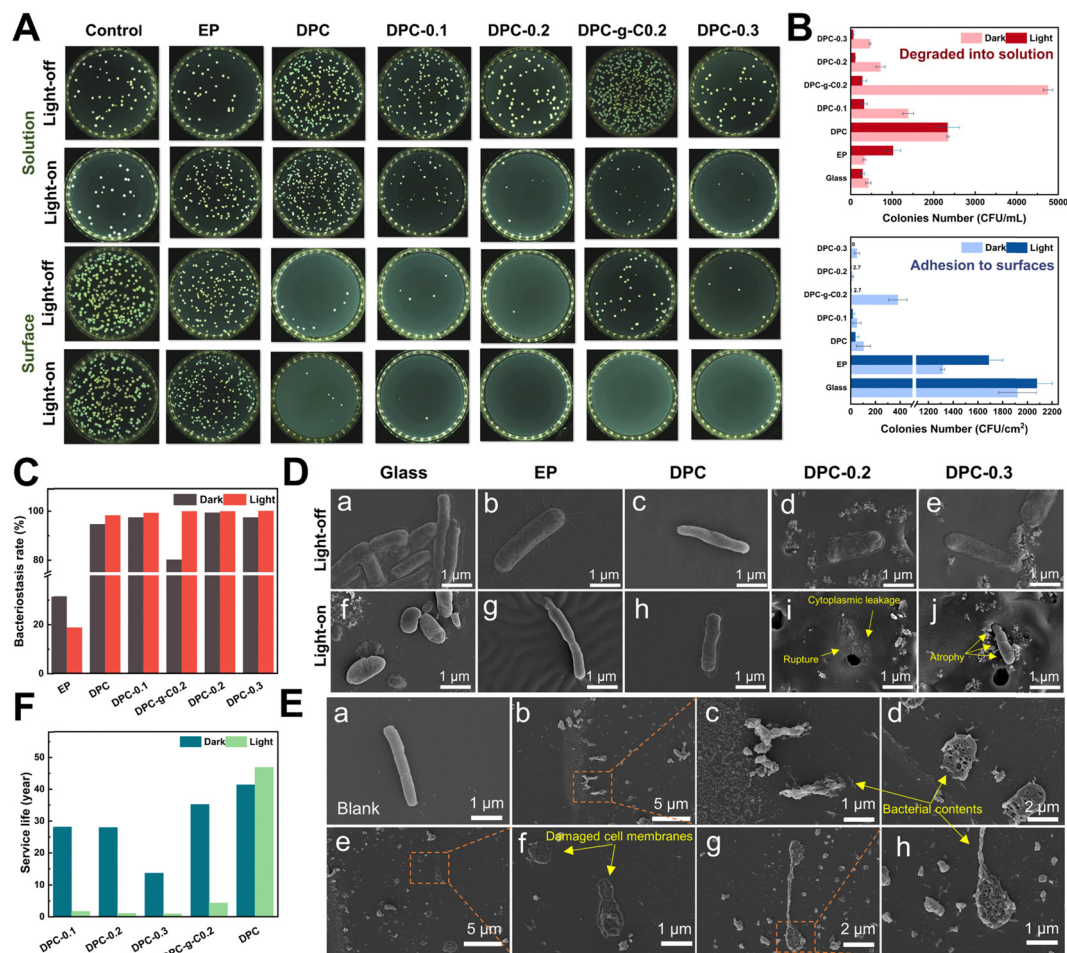 A
Control EP DPC DPC-0.1 DPC-0.2 DPC-g-C0.2 DPC-0.3
Solution
Light-off
Light-on
Surface
Light-off
Light-on
B
Dark Light
Degraded into solution
DPC-0.3
DPC-0.2
DPC-g-C0.2
DPC-0.1
DPC
EP
Glass
0 1000 2000 3000 4000 5000
Colonies Number (CFU/mL)
Dark Light
Adhesion to surfaces
DPC-0.3 0
DPC-0.2 2.7
DPC-g-C0.2 2.7
DPC-0.1
DPC
EP
Glass
0 200 400 1200 1400 1600 1800 2000 2200
Colonies Number (CFU/cm²)
C
Dark Light
Bacteriostasis rate (%)
100
80
20
0
EP DPC DPC-0.1 DPC-g-C0.2 DPC-0.2 DPC-0.3
D
Glass EP DPC DPC-0.2 DPC-0.3
Light-off
a b c d e
1 μm 1 μm 1 μm 1 μm 1 μm
Light-on
f g h i j
Cytoplasmic leakage
Rupture
Atrophy
1 μm 1 μm 1 μm 1 μm 1 μm
F
Dark Light
Service life (year)
50
40
30
20
10
0
DPC-0.1 DPC-0.2 DPC-0.3 DPC-g-C0.2 DPC
E
a b c d
Blank
1 μm 5 μm 1 μm 2 μm
Bacterial contents
e f g h
Damaged cell membranes
5 μm 1 μm 2 μm 1 μm